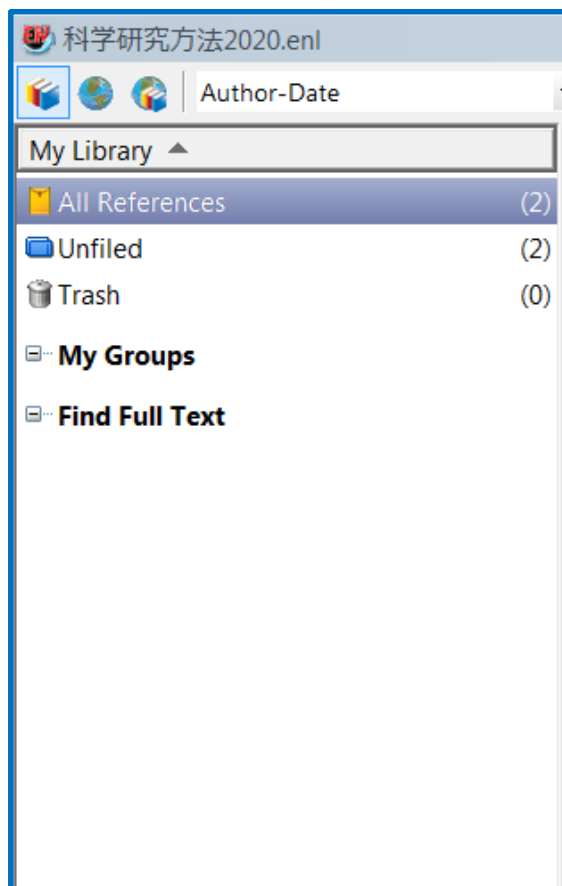 科学研究方法2020.enl
Author-Date
My Library
All References (2)
Unfiled (2)
Trash (0)
My Groups
Find Full Text